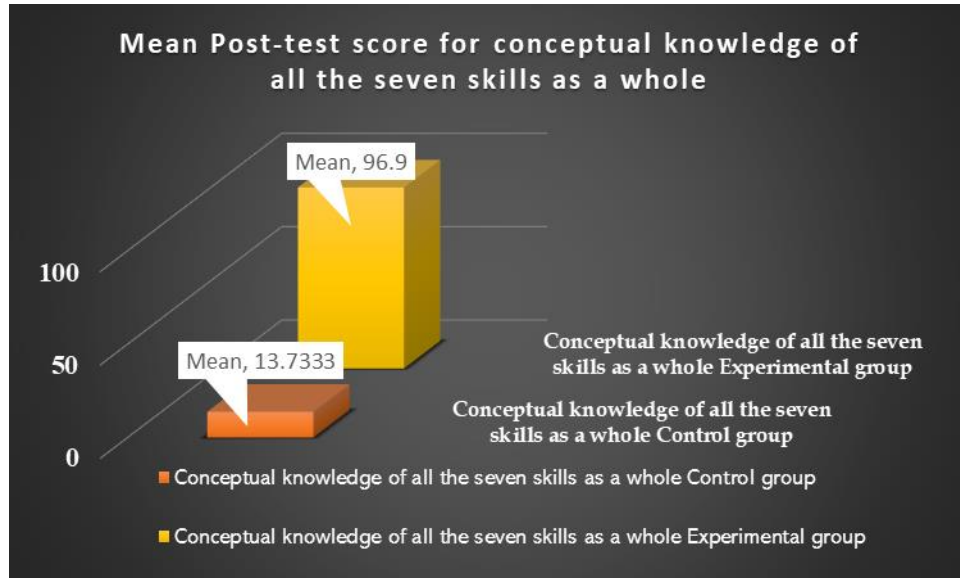 Mean Post-test score for conceptual knowledge of
all the seven skills as a whole
Mean, 96.9
100
50
0
Mean, 13.7333
Conceptual knowledge of all the seven
skills as a whole Experimental group
Conceptual knowledge of all the seven
skills as a whole Control group
Conceptual knowledge of all the seven skills as a whole Control group
Conceptual knowledge of all the seven skills as a whole Experimental group